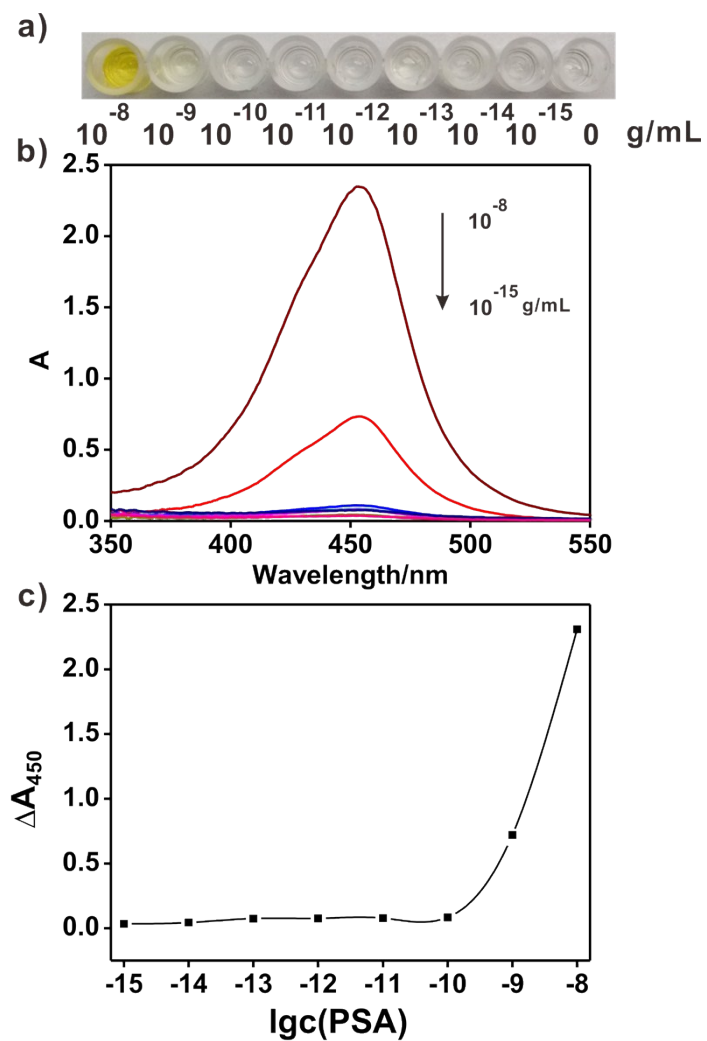 a)
10⁻⁸ 10⁻⁹ 10⁻¹⁰ 10⁻¹¹ 10⁻¹² 10⁻¹³ 10⁻¹⁴ 10⁻¹⁵ 0 g/mL
b)
2.5
2.0
1.5
1.0
0.5
0.0
A
10⁻⁸
10⁻¹⁵ g/mL
350 400 450 500 550
Wavelength/nm
c)
2.5
2.0
1.5
1.0
0.5
0.0
ΔA₄₅₀
-15 -14 -13 -12 -11 -10 -9 -8
lgc(PSA)